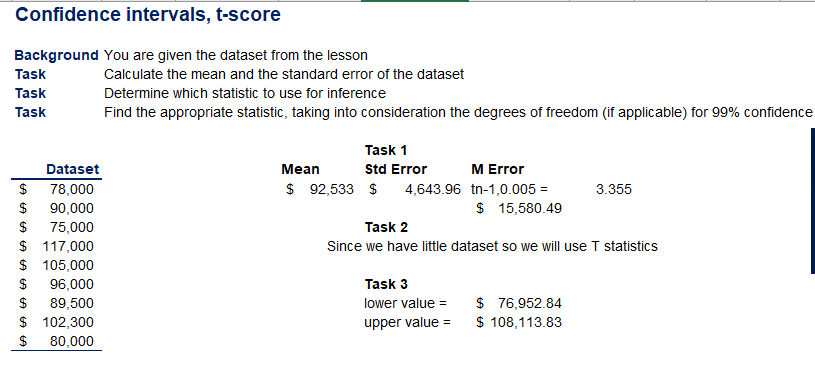 Confidence intervals, t-score
Background You are given the dataset from the lesson
Task Calculate the mean and the standard error of the dataset
Task Determine which statistic to use for inference
Task Find the appropriate statistic, taking into consideration the degrees of freedom (if applicable) for 99% confidence
Task 1
Dataset Mean Std Error M Error
$ 78,000 $ 92,533 $ 4,643.96 tn-1,0.005 = 3.355
$ 90,000 $ 15,580.49
$ 75,000 Task 2
$ 117,000 Since we have little dataset so we will use T statistics
$ 105,000
$ 96,000 Task 3
$ 89,500 lower value = $ 76,952.84
$ 102,300 upper value = $ 108,113.83
$ 80,000